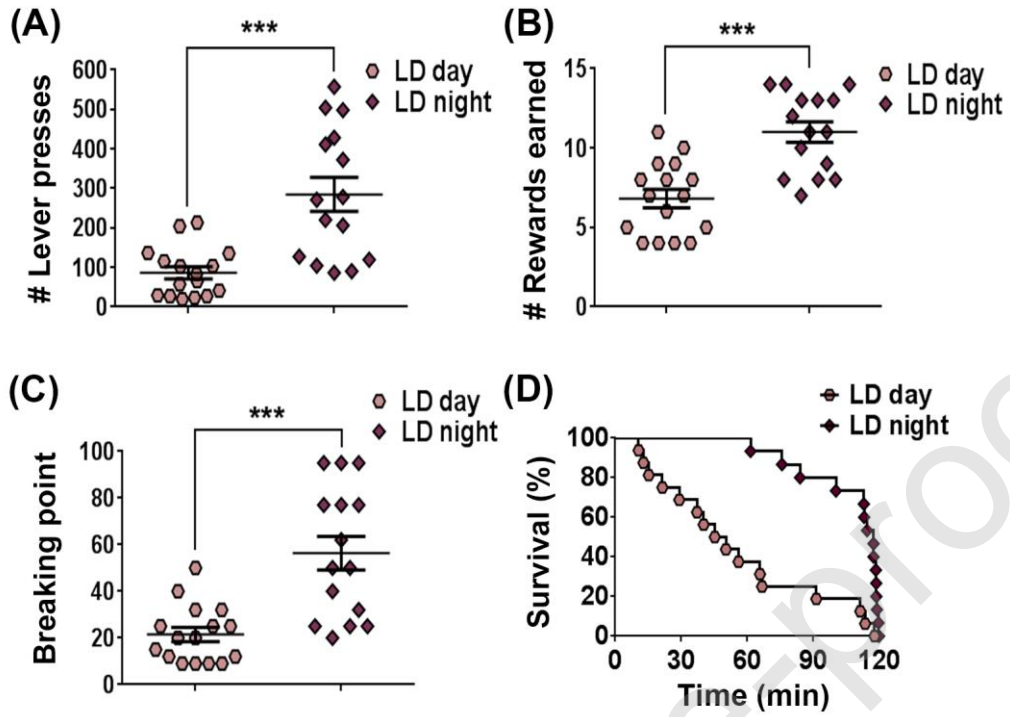 (A)
***
# Lever presses
600
500
400
300
200
100
0
LD day
LD night
(B)
***
# Rewards earned
15
10
5
0
LD day
LD night
(C)
***
Breaking point
100
80
60
40
20
0
LD day
LD night
(D)
LD day
LD night
Survival (%)
100
80
60
40
20
0
0 30 60 90 120
Time (min)